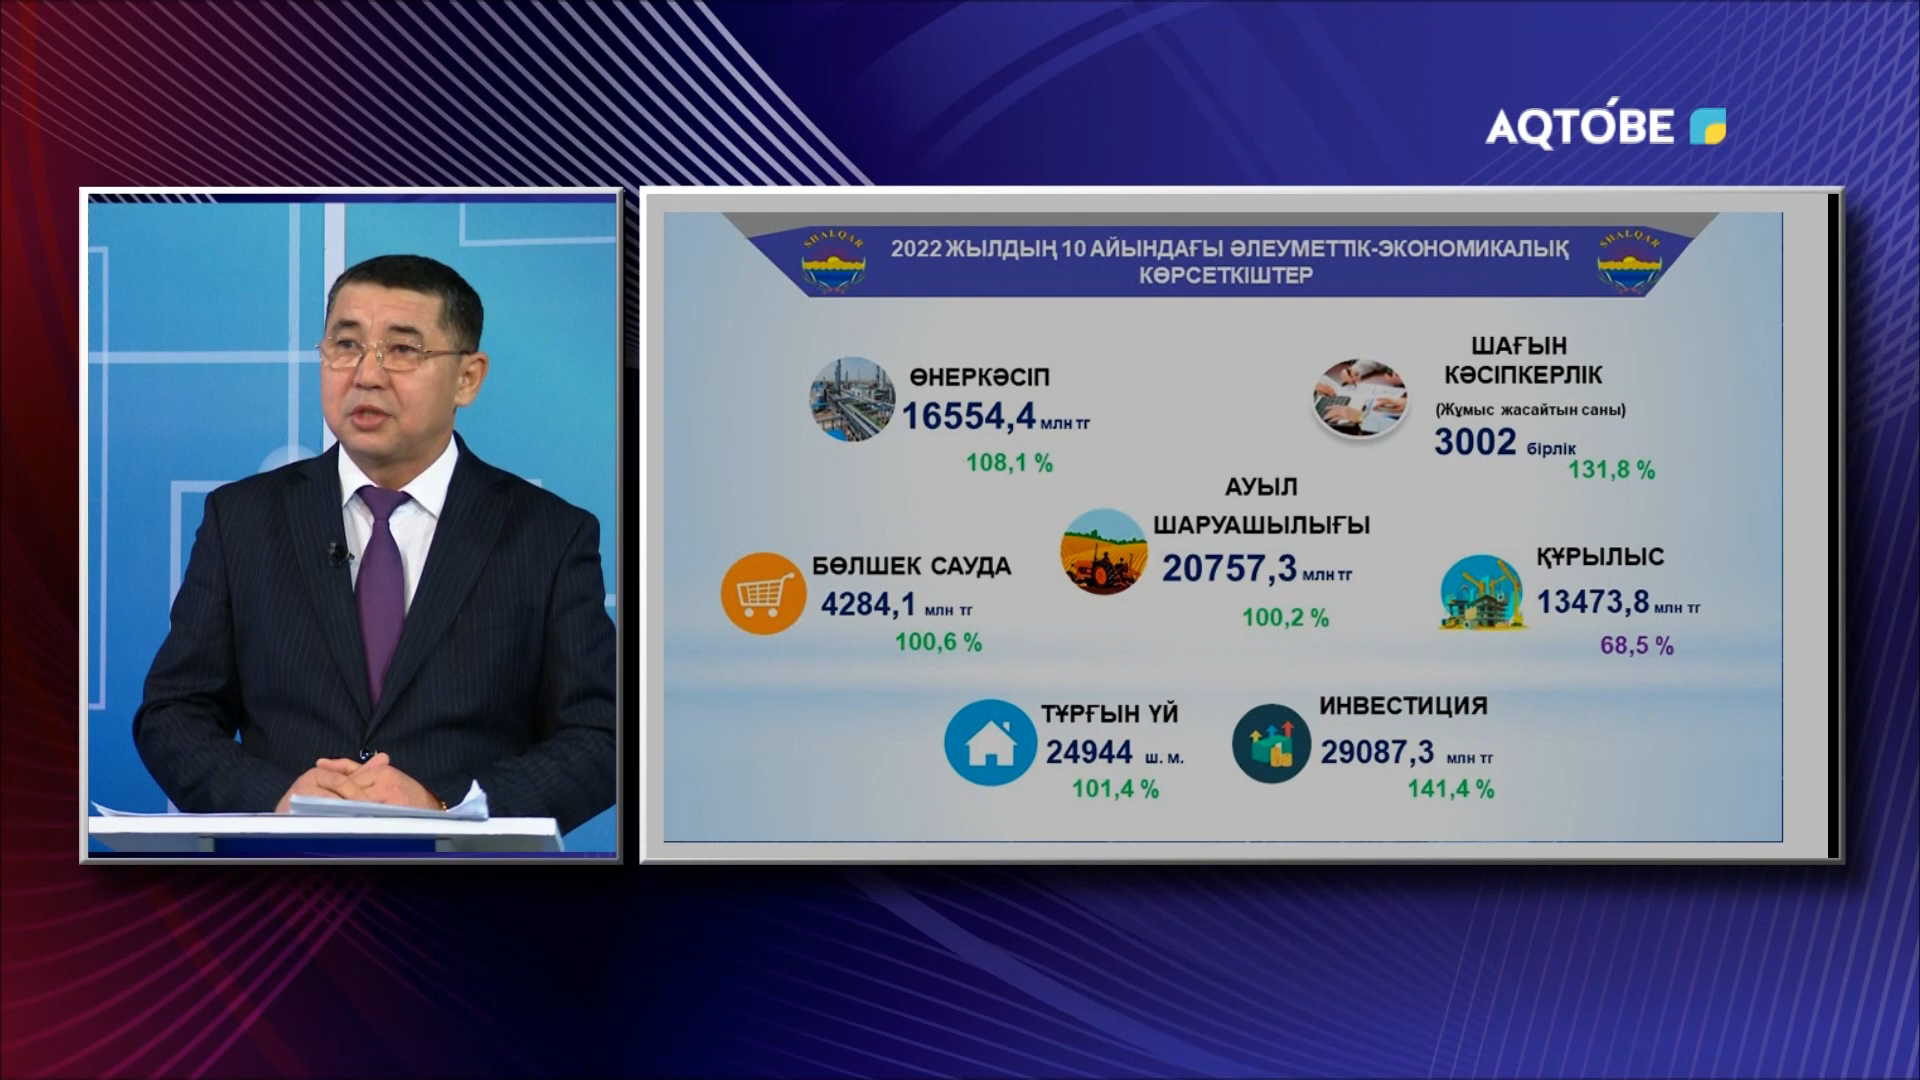 AQTÓBE
2022 ЖЫЛДЫҢ 10 АЙЫНДАҒЫ ӘЛЕУМЕТТІК-ЭКОНОМИКАЛЫҚ
КӨРСЕТКІШТЕР
SHALQAR
SHALQAR
ӨНЕРКӘСІП
16554,4 млн тг
108,1 %
ШАҒЫН
КӘСІПКЕРЛІК
(Жұмыс жасайтын саны)
3002 бірлік
131,8 %
БӨЛШЕК САУДА
4284,1 млн тг
100,6 %
АУЫЛ
ШАРУАШЫЛЫҒЫ
20757,3 млн тг
100,2 %
ҚҰРЫЛЫС
13473,8 млн тг
68,5 %
ТҰРҒЫН ҮЙ
24944 ш. м.
101,4 %
ИНВЕСТИЦИЯ
29087,3 млн тг
141,4 %